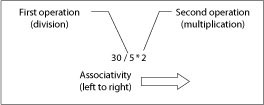 First operation
(division)
Second operation
(multiplication)
30 / 5 * 2
Associativity
(left to right)